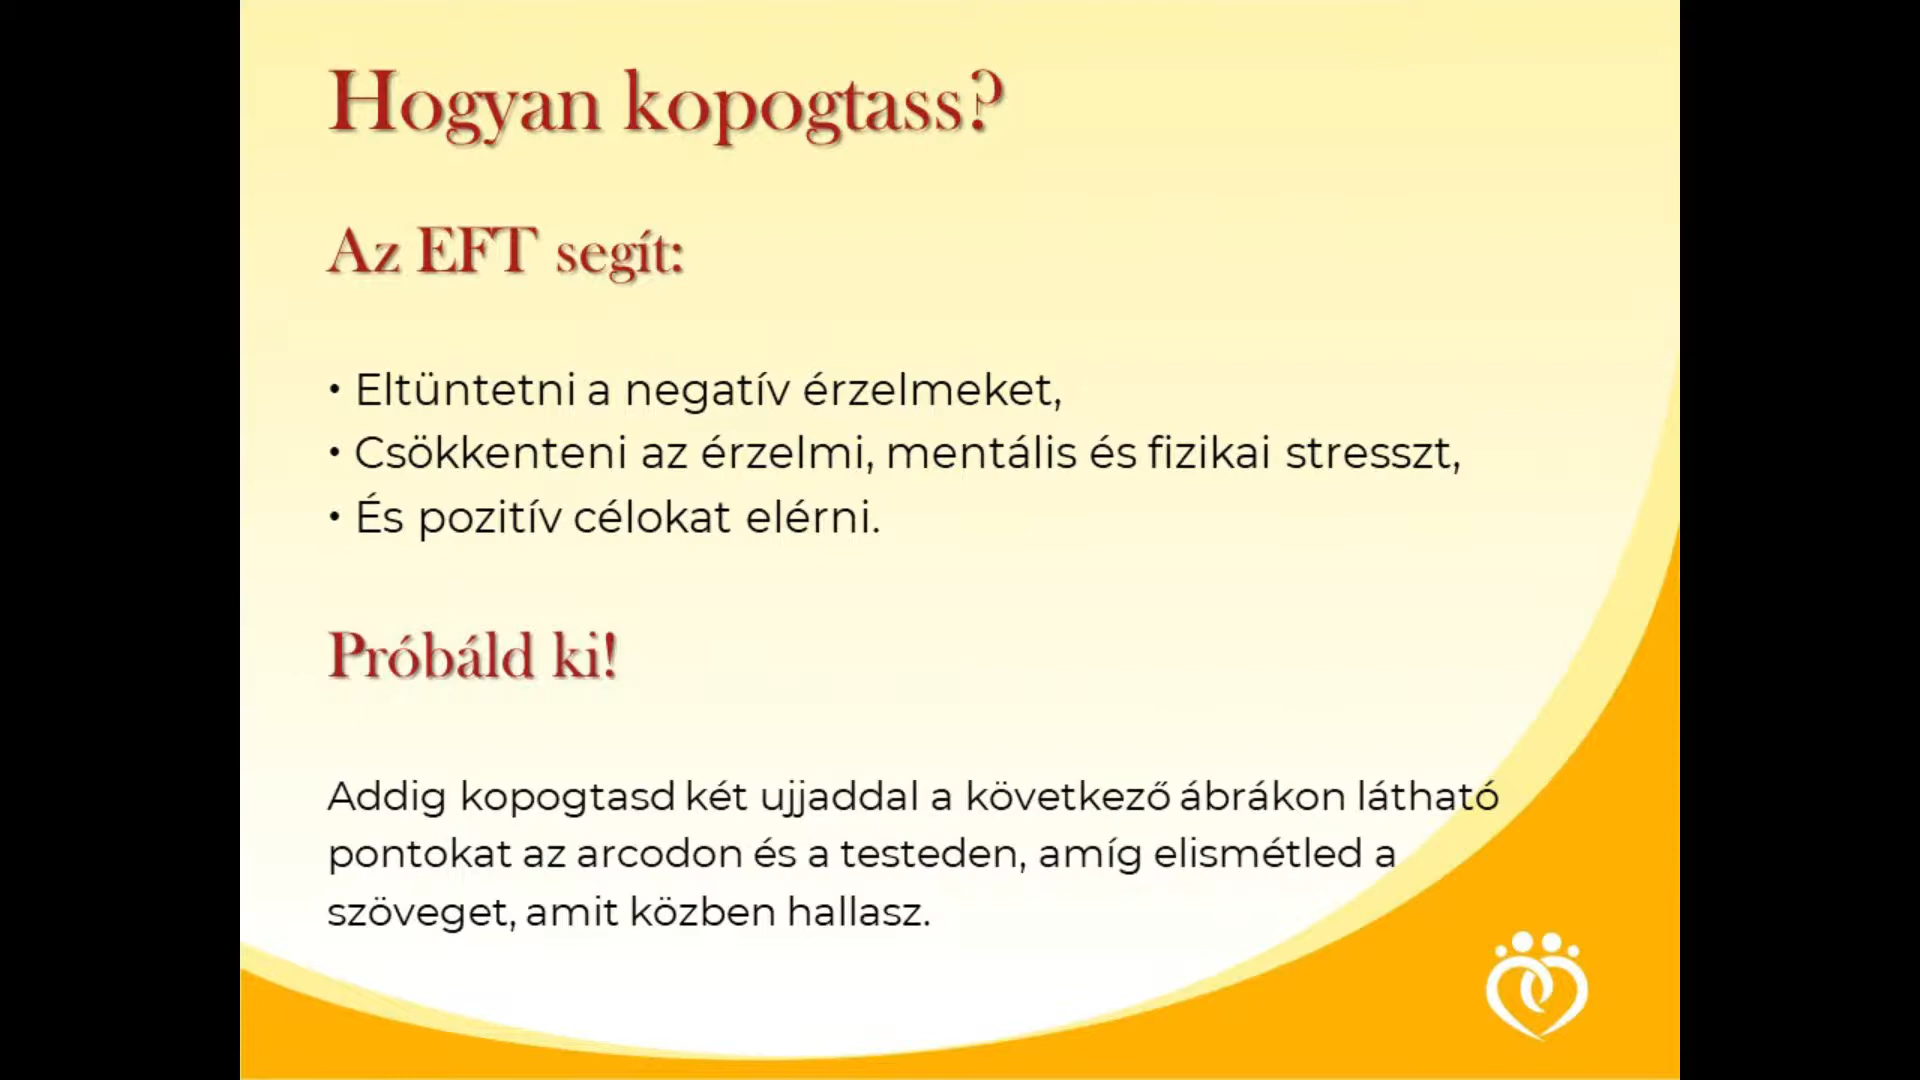 Hogyan kopogtass?
Az EFT segít:
• Eltüntetni a negatív érzelmeket,
• Csökkenteni az érzelmi, mentális és fizikai stresszt,
• És pozitív célokat elérni.
Próbáld ki!
Addig kopogtasd két ujjaddal a következő ábrákon látható
pontokat az arcodon és a testeden, amíg elismétled a
szöveget, amit közben hallasz.